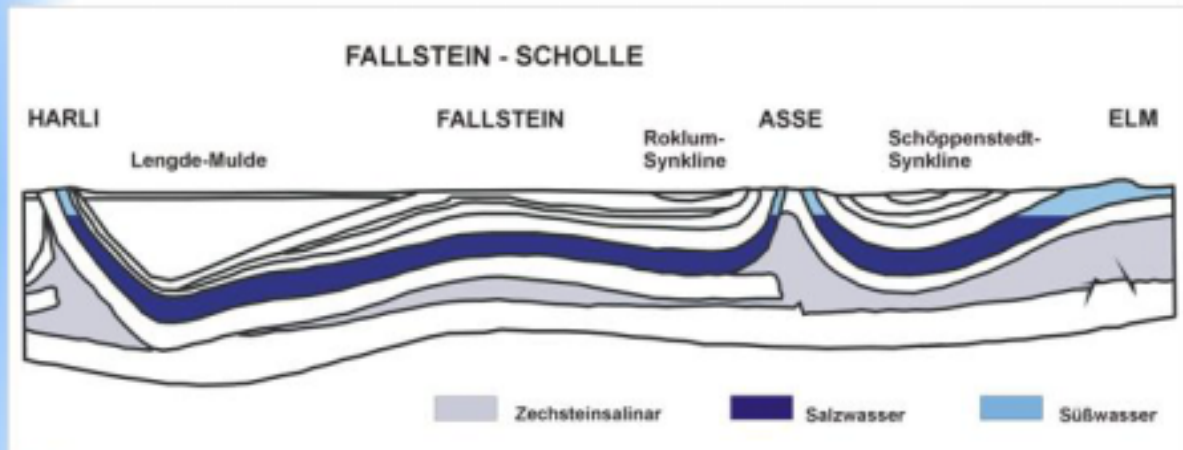 FALLSTEIN - SCHOLLE
HARLI
FALLSTEIN
ASSE
ELM
Lengde-Mulde
Roklum-
Synkline
Schöppenstedt-
Synkline
Zechsteinsalinar
Salzwasser
Süßwasser